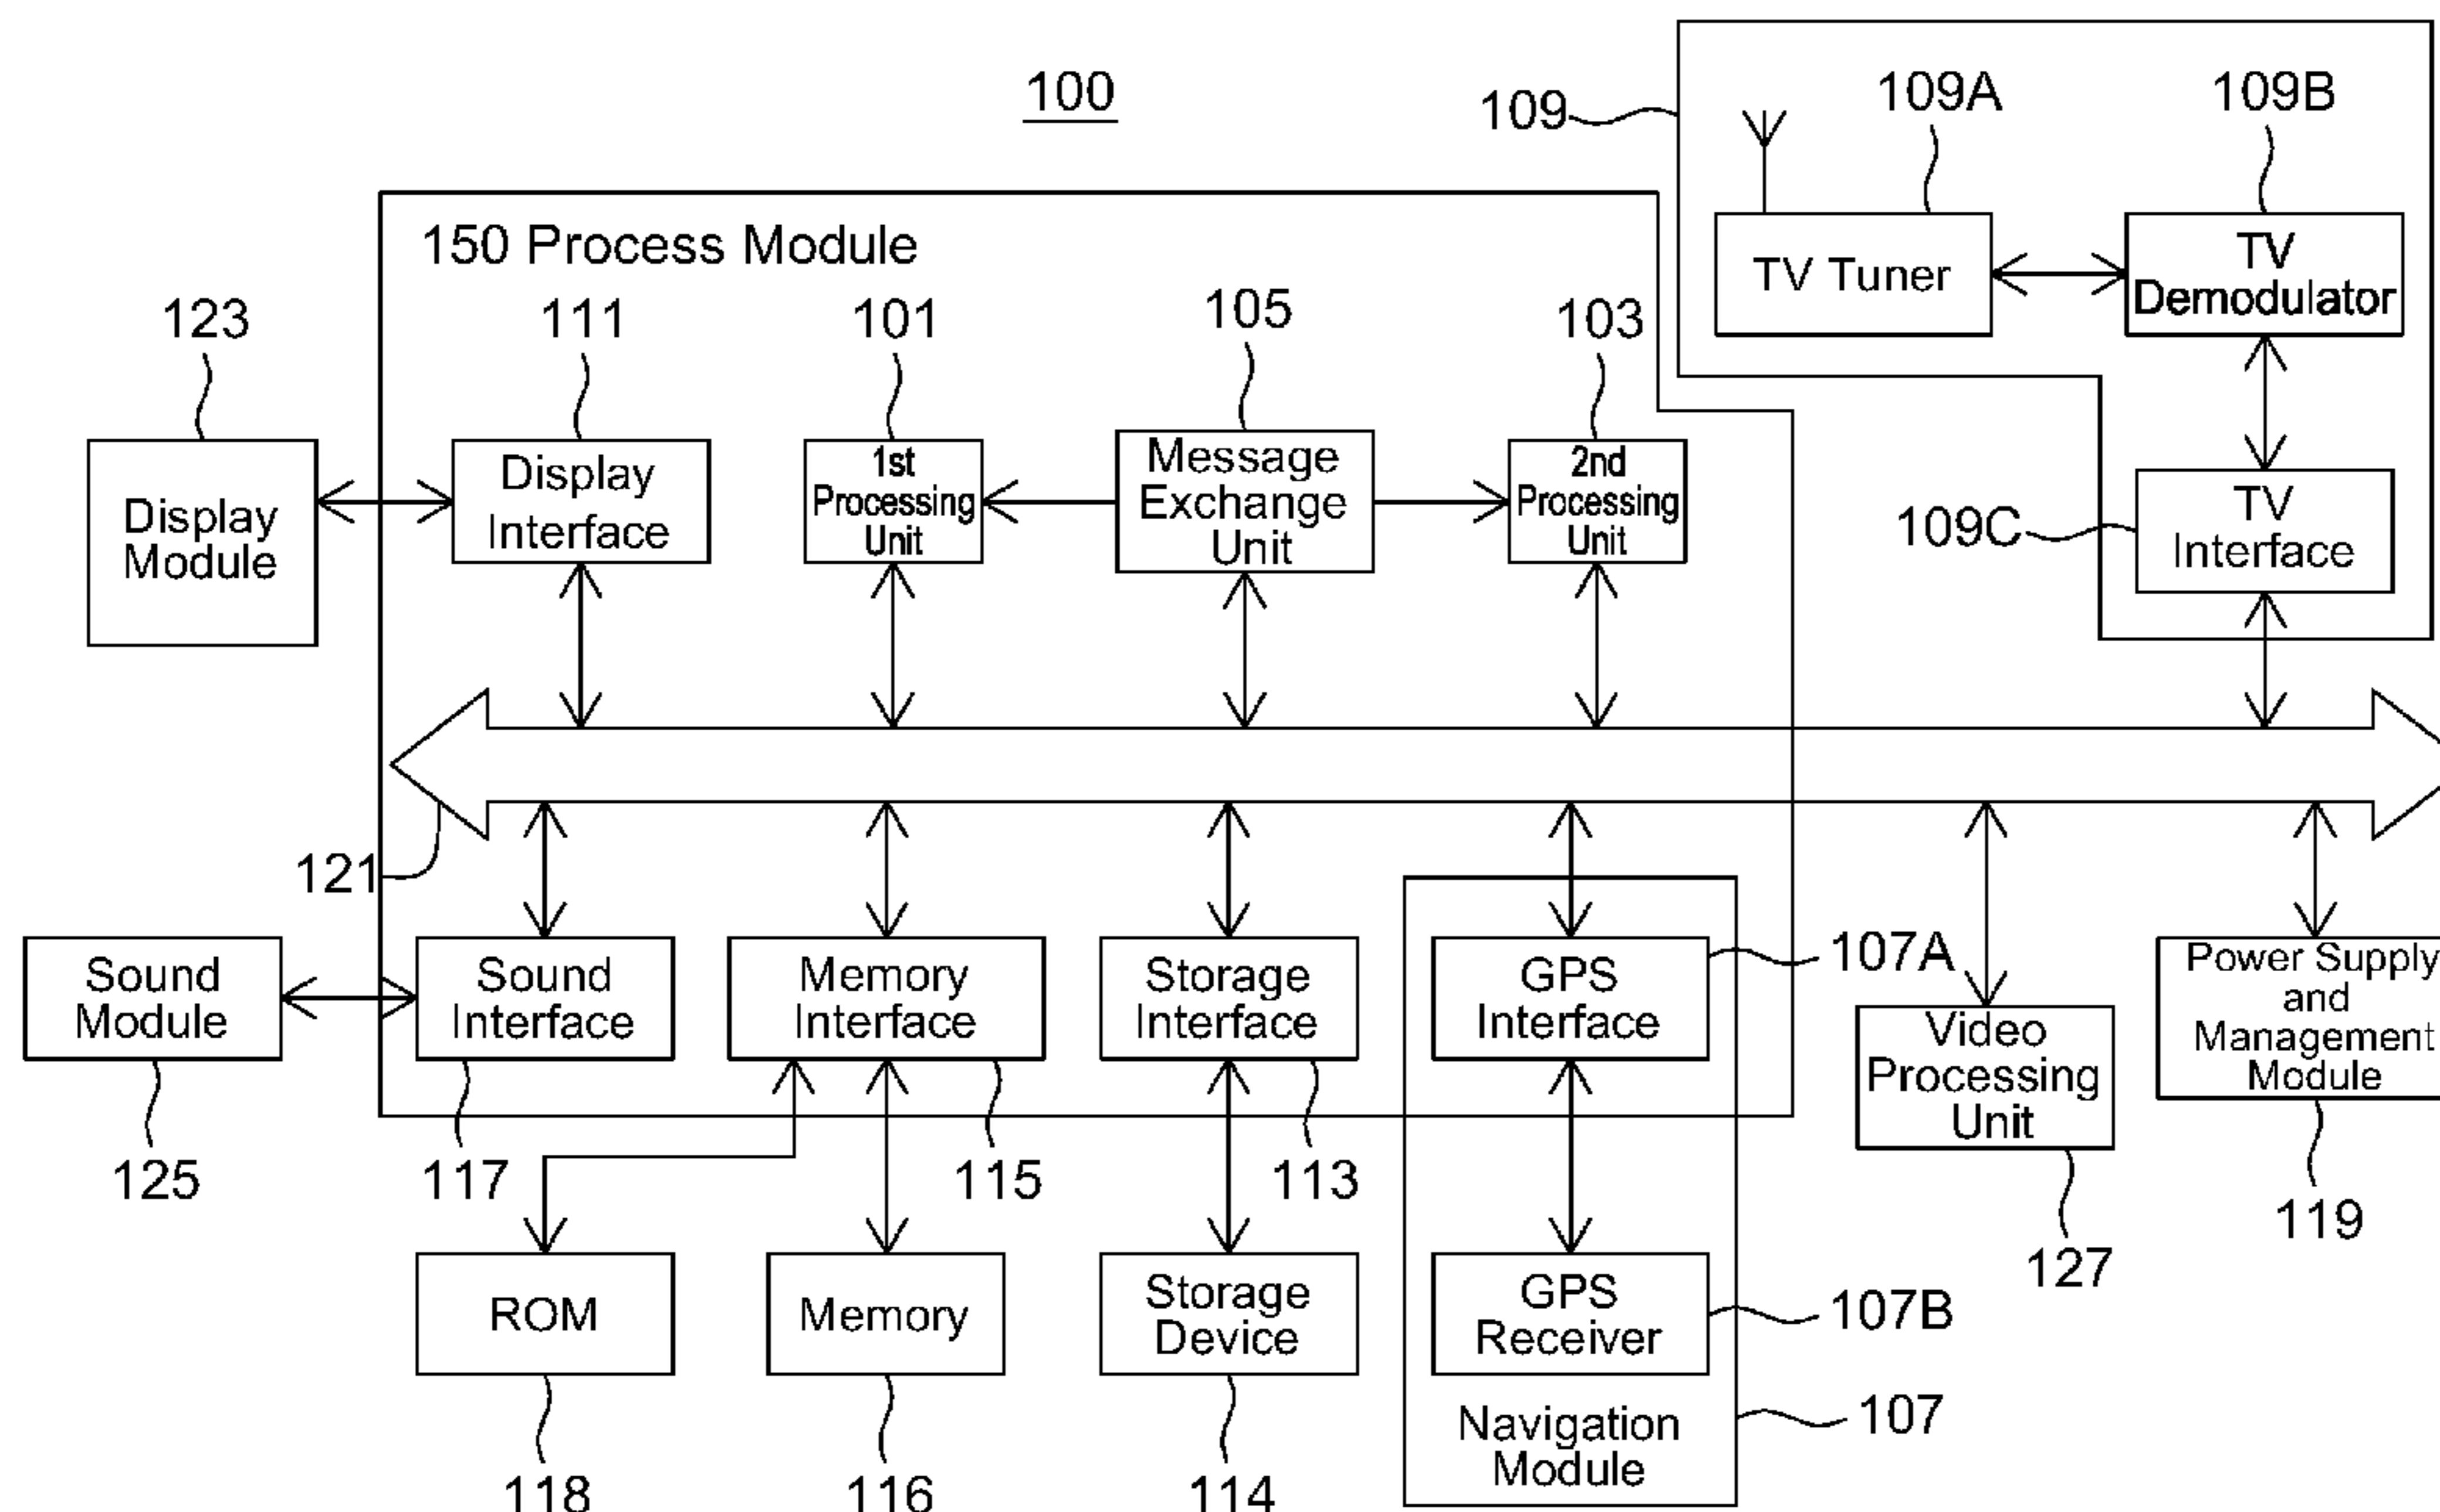 100
109
109A
109B
TV Tuner
TV
Demodulator
150 Process Module
123
111
101
105
103
Display
Module
Display
Interface
1st
Processing
Unit
Message
Exchange
Unit
2nd
Processing
Unit
109C
TV
Interface
121
Sound
Module
Sound
Interface
Memory
Interface
Storage
Interface
GPS
Interface
107A
Video
Processing
Unit
Power Supply
and
Management
Module
125
117
115
113
127
119
ROM
Memory
Storage
Device
GPS
Receiver
107B
Navigation
Module
107
118
116
114